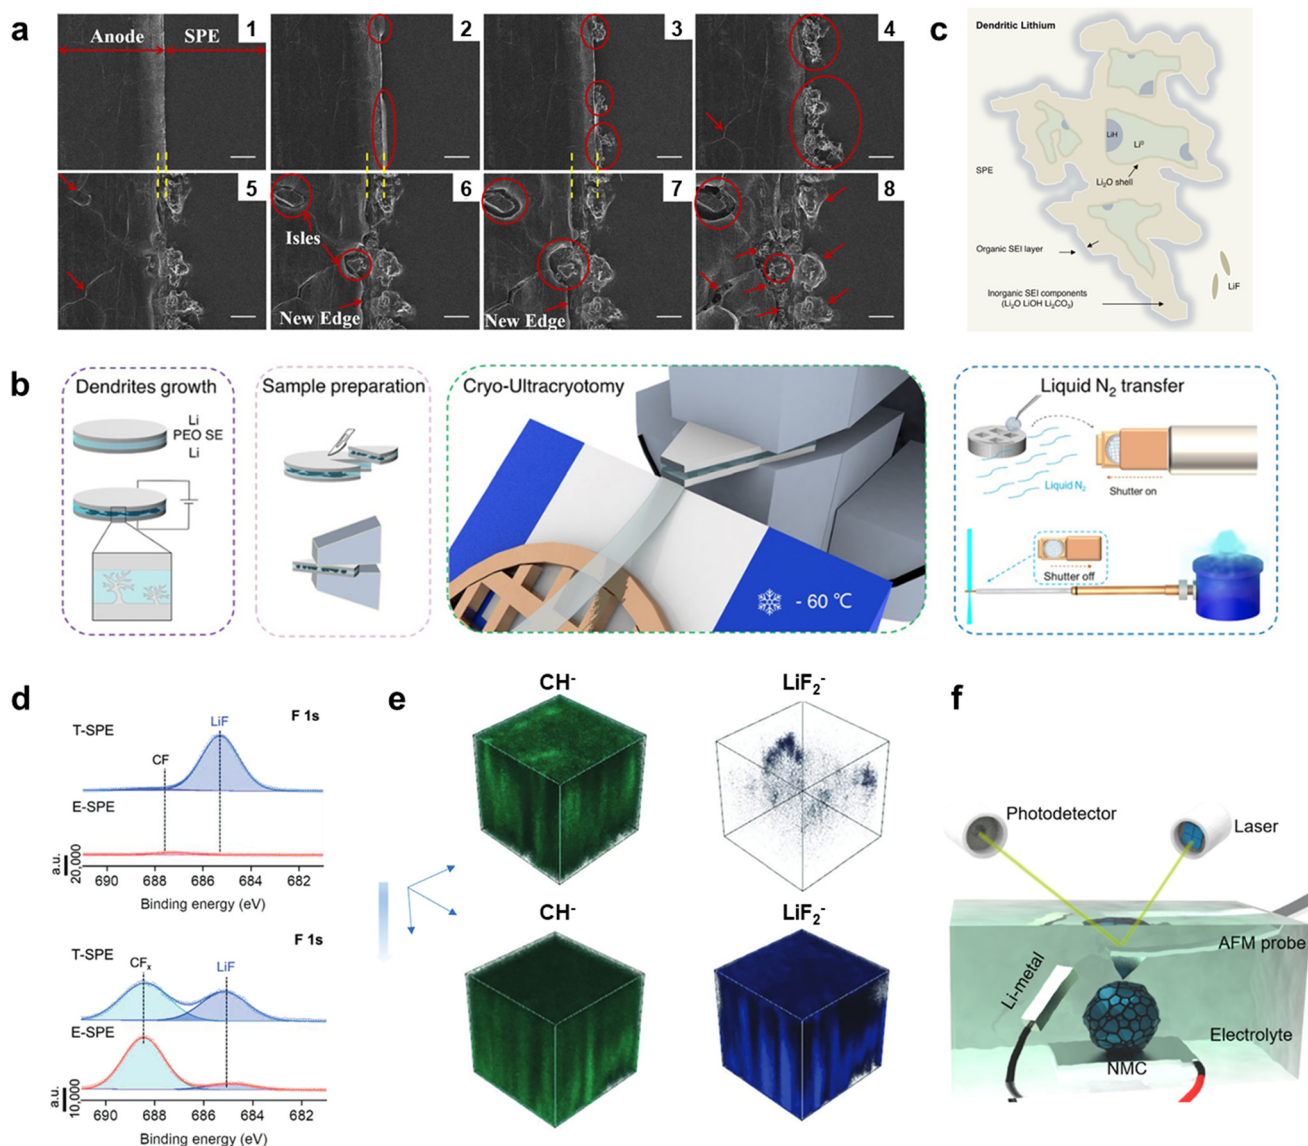 a
Anode
SPE
1
2
3
4
5
6
Isles
New Edge
7
New Edge
8
c
Dendritic Lithium
LiH
Li⁰
Li₂O shell
SPE
Organic SEI layer
Inorganic SEI components
(Li₂O LiOH Li₂CO₃)
LiF
b
Dendrites growth
Li
PEO SE
Li
Sample preparation
Cryo-Ultracryotomy
- 60 ℃
Liquid N₂ transfer
Liquid N₂
Shutter on
Shutter off
d
F 1s
T-SPE
LiF
CF
E-SPE
a.u.
20,000
690 688 686 684 682
Binding energy (eV)
F 1s
T-SPE
CFₓ
LiF
E-SPE
a.u.
10,000
690 688 686 684 682
Binding energy (eV)
e
CH⁻
LiF₂⁻
CH⁻
LiF₂⁻
f
Photodetector
Laser
AFM probe
Li-metal
Electrolyte
NMC